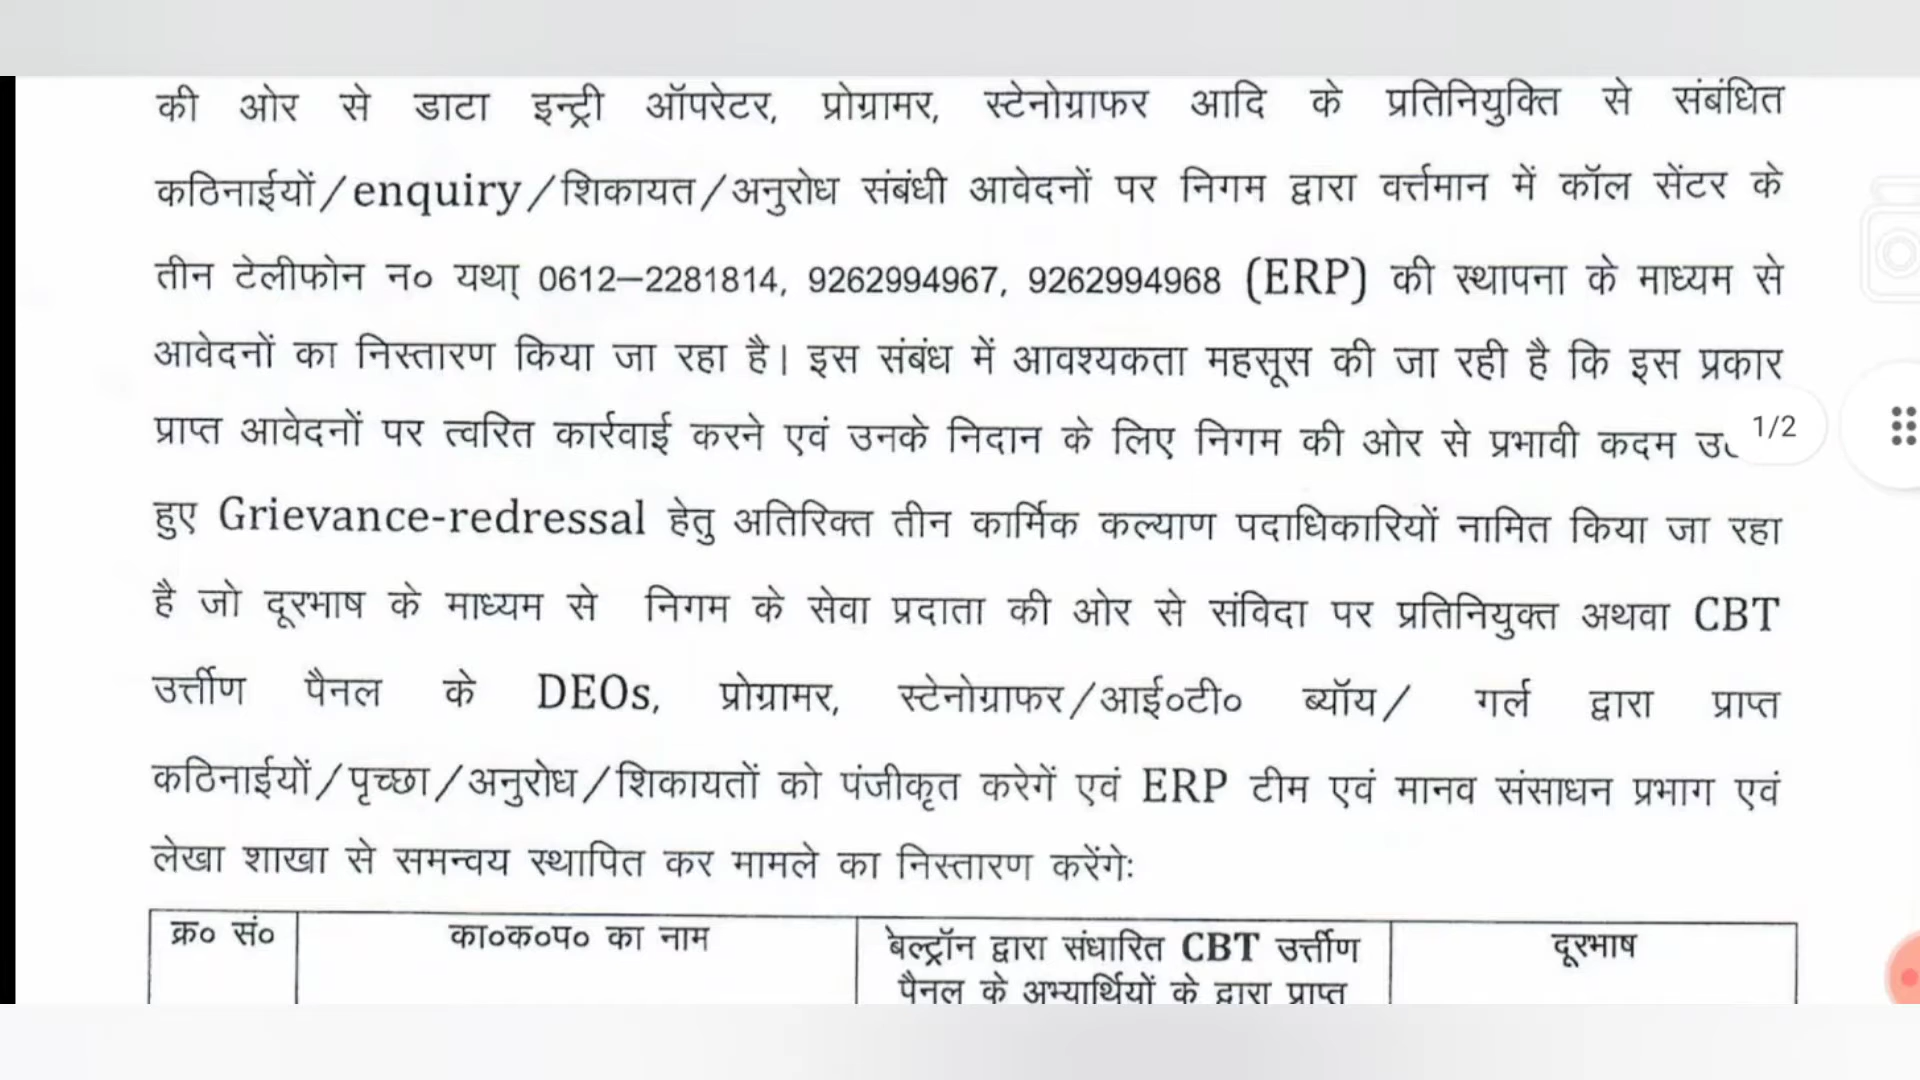 की ओर से डाटा इन्ट्री ऑपरेटर, प्रोग्रामर, स्टेनोग्राफर आदि के प्रतिनियुक्ति से संबंधित
कठिनाईयों/enquiry/शिकायत/अनुरोध संबंधी आवेदनों पर निगम द्वारा वर्त्तमान में कॉल सेंटर के
तीन टेलीफोन न० यथा् 0612–2281814, 9262994967, 9262994968 (ERP) की स्थापना के माध्यम से
आवेदनों का निस्तारण किया जा रहा है। इस संबंध में आवश्यकता महसूस की जा रही है कि इस प्रकार
प्राप्त आवेदनों पर त्वरित कार्रवाई करने एवं उनके निदान के लिए निगम की ओर से प्रभावी कदम
1/2
हुए Grievance-redressal हेतु अतिरिक्त तीन कार्मिक कल्याण पदाधिकारियों नामित किया जा रहा
है जो दूरभाष के माध्यम से निगम के सेवा प्रदाता की ओर से संविदा पर प्रतिनियुक्त अथवा CBT
उर्त्तीण पैनल के DEOs, प्रोग्रामर, स्टेनोग्राफर/आई०टी० ब्यॉय/ गर्ल द्वारा प्राप्त
कठिनाईयों/पृच्छा/अनुरोध/शिकायतों को पंजीकृत करेगें एवं ERP टीम एवं मानव संसाधन प्रभाग एवं
लेखा शाखा से समन्वय स्थापित कर मामले का निस्तारण करेंगेः
क्र० सं०
का०क०प० का नाम
बेल्ट्रॉन द्वारा संधारित CBT उर्त्तीण
पैनल के अभ्यार्थियों के द्वारा प्राप्त
दूरभाष